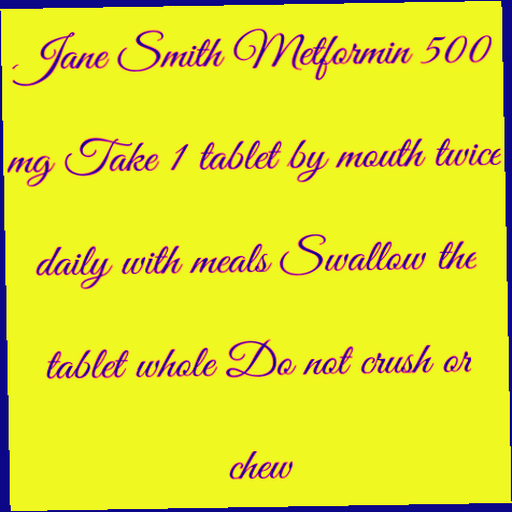 Jane Smith Metformin 500
mg Take 1 tablet by mouth twice
daily with meals Swallow the
tablet whole Do not crush or
chew